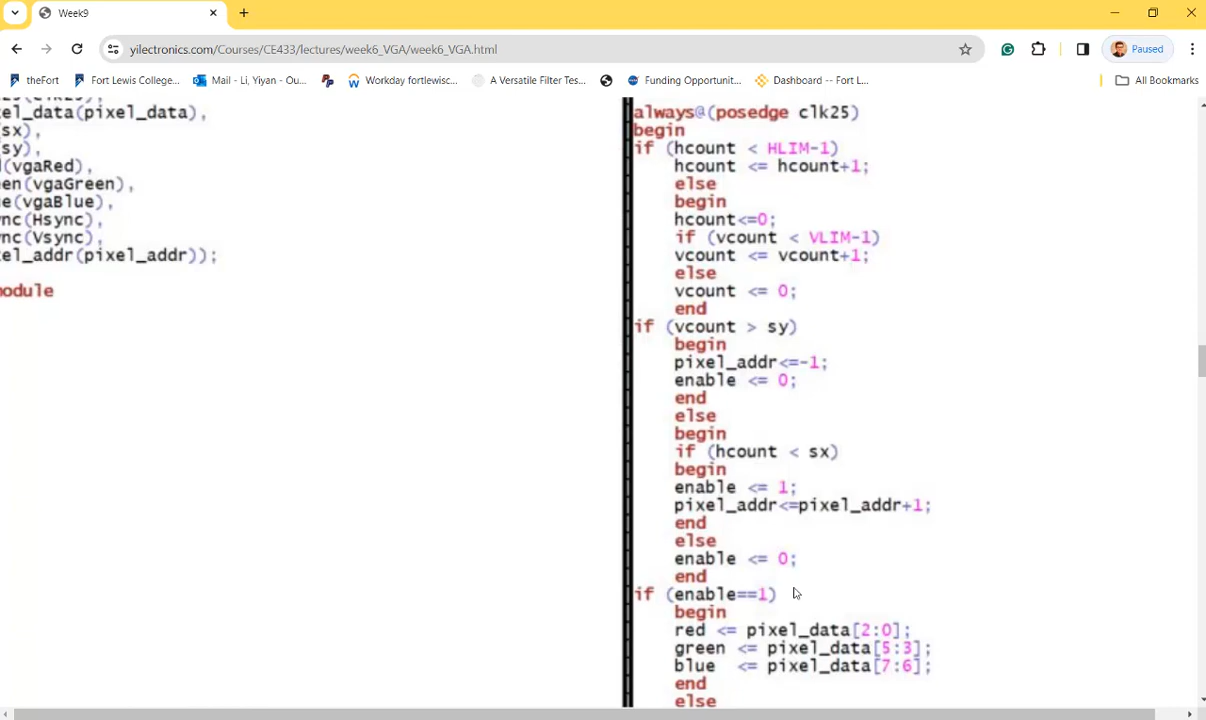 Week9
yilectronics.com/Courses/CE433/lectures/week6_VGA/week6_VGA.html
Paused
theFort
Fort Lewis College...
Mail - Li, Yiyan - Ou...
Workday fortlewisc...
A Versatile Filter Tes...
Funding Opportunit...
Dashboard -- Fort L...
All Bookmarks
el_data(pixel_data),
(sx),
(sy),
d(vgaRed),
een(vgaGreen),
ue(vgaBlue),
nc(Hsync),
nc(Vsync),
el_addr(pixel_addr));
module
always@(posedge clk25)
begin
if (hcount < HLIM-1)
hcount <= hcount+1;
else
begin
hcount<=0;
if (vcount < VLIM-1)
vcount <= vcount+1;
else
vcount <= 0;
end
if (vcount > sy)
begin
pixel_addr<=-1;
enable <= 0;
end
else
begin
if (hcount < sx)
begin
enable <= 1;
pixel_addr<=pixel_addr+1;
end
else
enable <= 0;
end
if (enable==1)
begin
red <= pixel_data[2:0];
green <= pixel_data[5:3];
blue <= pixel_data[7:6];
end
else